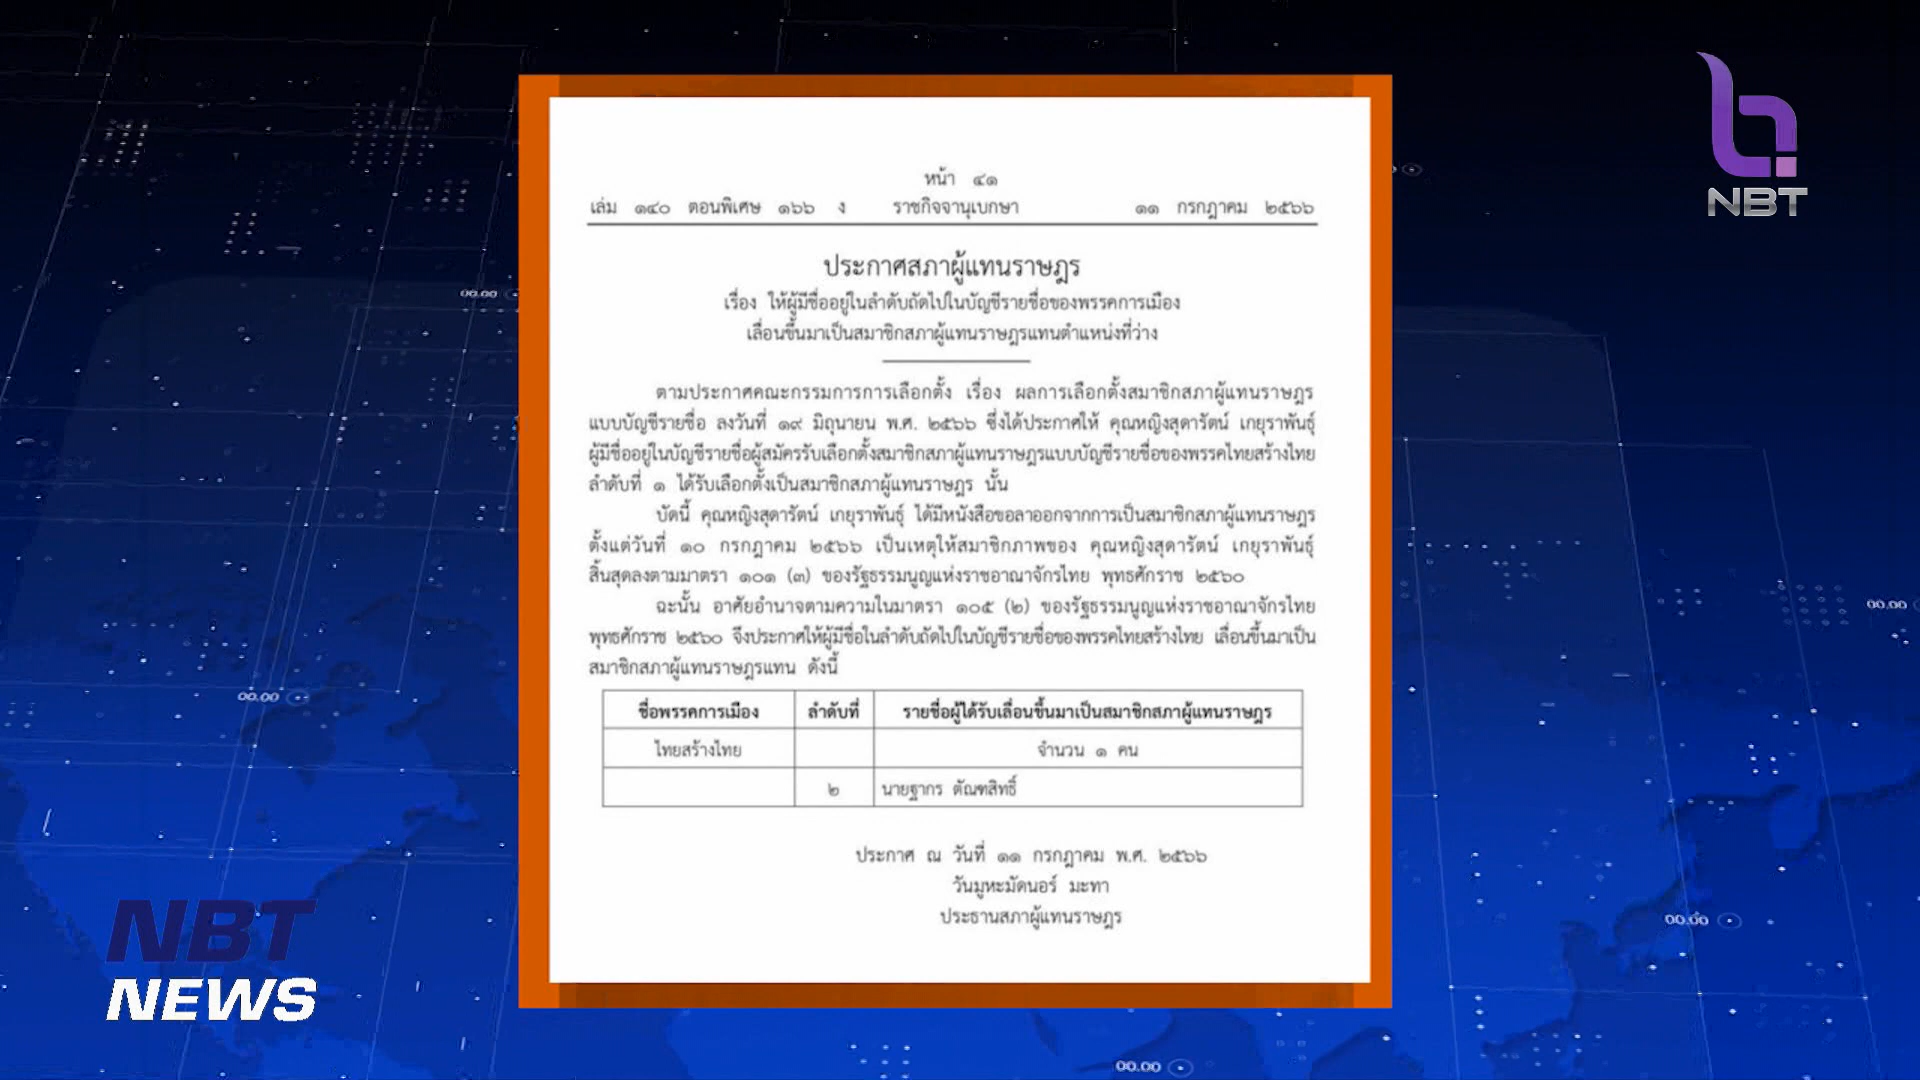 NBT
หน้า ๔๑
เล่ม ๑๔๐ ตอนพิเศษ ๑๖๖ ง ราชกิจจานุเบกษา ๑๑ กรกฎาคม ๒๕๖๖
ประกาศสภาผู้แทนราษฎร
เรื่อง ให้ผู้มีชื่ออยู่ในลำดับถัดไปในบัญชีรายชื่อของพรรคการเมือง
เลื่อนขึ้นมาเป็นสมาชิกสภาผู้แทนราษฎรแทนตำแหน่งที่ว่าง
ตามประกาศคณะกรรมการการเลือกตั้ง เรื่อง ผลการเลือกตั้งสมาชิกสภาผู้แทนราษฎร
แบบบัญชีรายชื่อ ลงวันที่ ๑๙ มิถุนายน พ.ศ. ๒๕๖๖ ซึ่งได้ประกาศให้ คุณหญิงสุดารัตน์ เกยุราพันธุ์
ผู้มีชื่ออยู่ในบัญชีรายชื่อผู้สมัครรับเลือกตั้งสมาชิกสภาผู้แทนราษฎรแบบบัญชีรายชื่อของพรรคไทยสร้างไทย
ลำดับที่ ๑ ได้รับเลือกตั้งเป็นสมาชิกสภาผู้แทนราษฎร นั้น
บัดนี้ คุณหญิงสุดารัตน์ เกยุราพันธุ์ ได้มีหนังสือขอลาออกจากการเป็นสมาชิกสภาผู้แทนราษฎร
ตั้งแต่วันที่ ๑๐ กรกฎาคม ๒๕๖๖ เป็นเหตุให้สมาชิกภาพของ คุณหญิงสุดารัตน์ เกยุราพันธุ์
สิ้นสุดลงตามมาตรา ๑๐๑ (๓) ของรัฐธรรมนูญแห่งราชอาณาจักรไทย พุทธศักราช ๒๕๖๐
ฉะนั้น อาศัยอำนาจตามความในมาตรา ๑๐๕ (๒) ของรัฐธรรมนูญแห่งราชอาณาจักรไทย
พุทธศักราช ๒๕๖๐ จึงประกาศให้ผู้มีชื่อในลำดับถัดไปในบัญชีรายชื่อของพรรคไทยสร้างไทย เลื่อนขึ้นมาเป็น
สมาชิกสภาผู้แทนราษฎรแทน ดังนี้
ชื่อพรรคการเมือง ลำดับที่ รายชื่อผู้ได้รับเลื่อนขึ้นมาเป็นสมาชิกสภาผู้แทนราษฎร
ไทยสร้างไทย จำนวน ๑ คน
๒ นายฐากร ตัณฑสิทธิ์
ประกาศ ณ วันที่ ๑๑ กรกฎาคม พ.ศ. ๒๕๖๖
วันมูหะมัดนอร์ มะทา
ประธานสภาผู้แทนราษฎร
NBT
NEWS
00.00
00.00
00.00
00.00
00.00